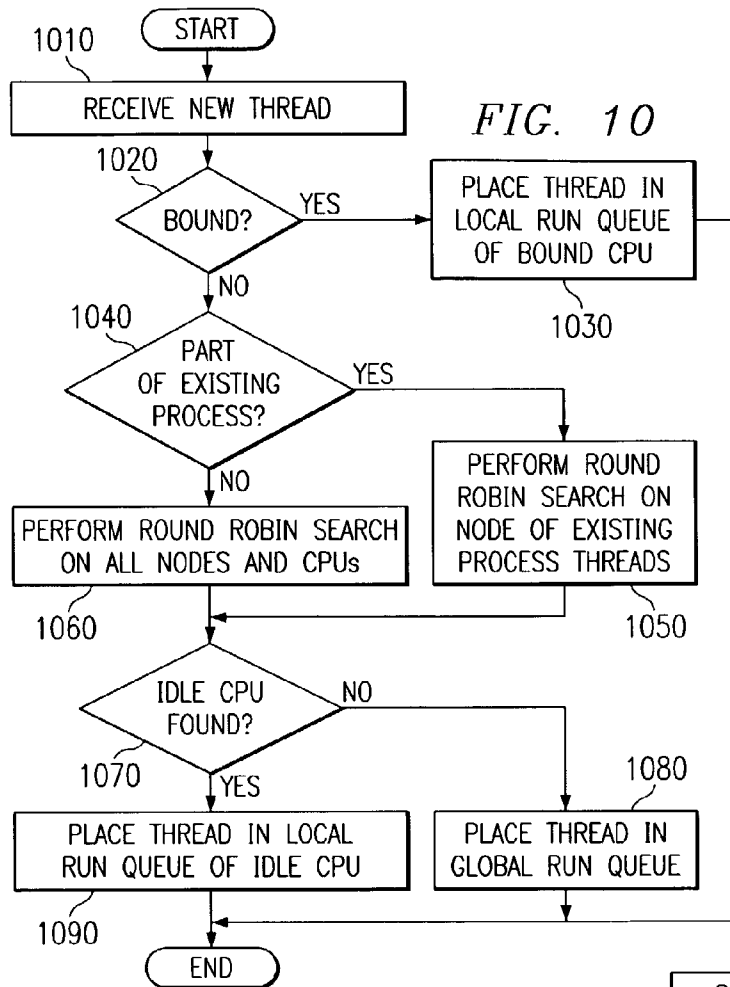 START
1010
RECEIVE NEW THREAD
FIG. 10
1020
BOUND?
YES
PLACE THREAD IN
LOCAL RUN QUEUE
OF BOUND CPU
NO
1030
1040
PART
OF EXISTING
PROCESS?
YES
NO
PERFORM ROUND
ROBIN SEARCH ON
NODE OF EXISTING
PROCESS THREADS
PERFORM ROUND ROBIN SEARCH
ON ALL NODES AND CPUs
1060
1050
IDLE CPU
FOUND?
NO
1070
YES
1080
PLACE THREAD IN LOCAL
RUN QUEUE OF IDLE CPU
PLACE THREAD IN
GLOBAL RUN QUEUE
1090
END